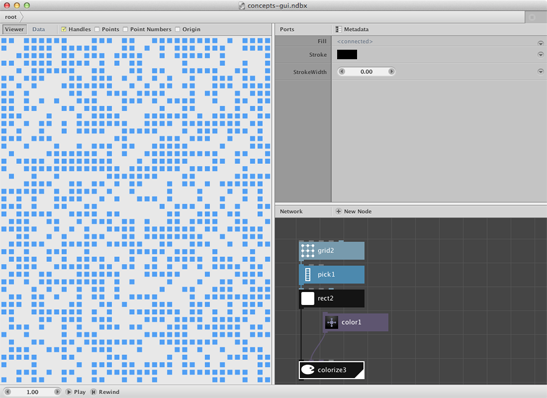 concepts-gui.ndbx
root
Viewer Data Handles Points Point Numbers Origin
Ports Metadata
Fill <connected>
Stroke
StrokeWidth 0.00
Network New Node
grid2
pick1
rect2
color1
colorize3
1.00 Play Rewind